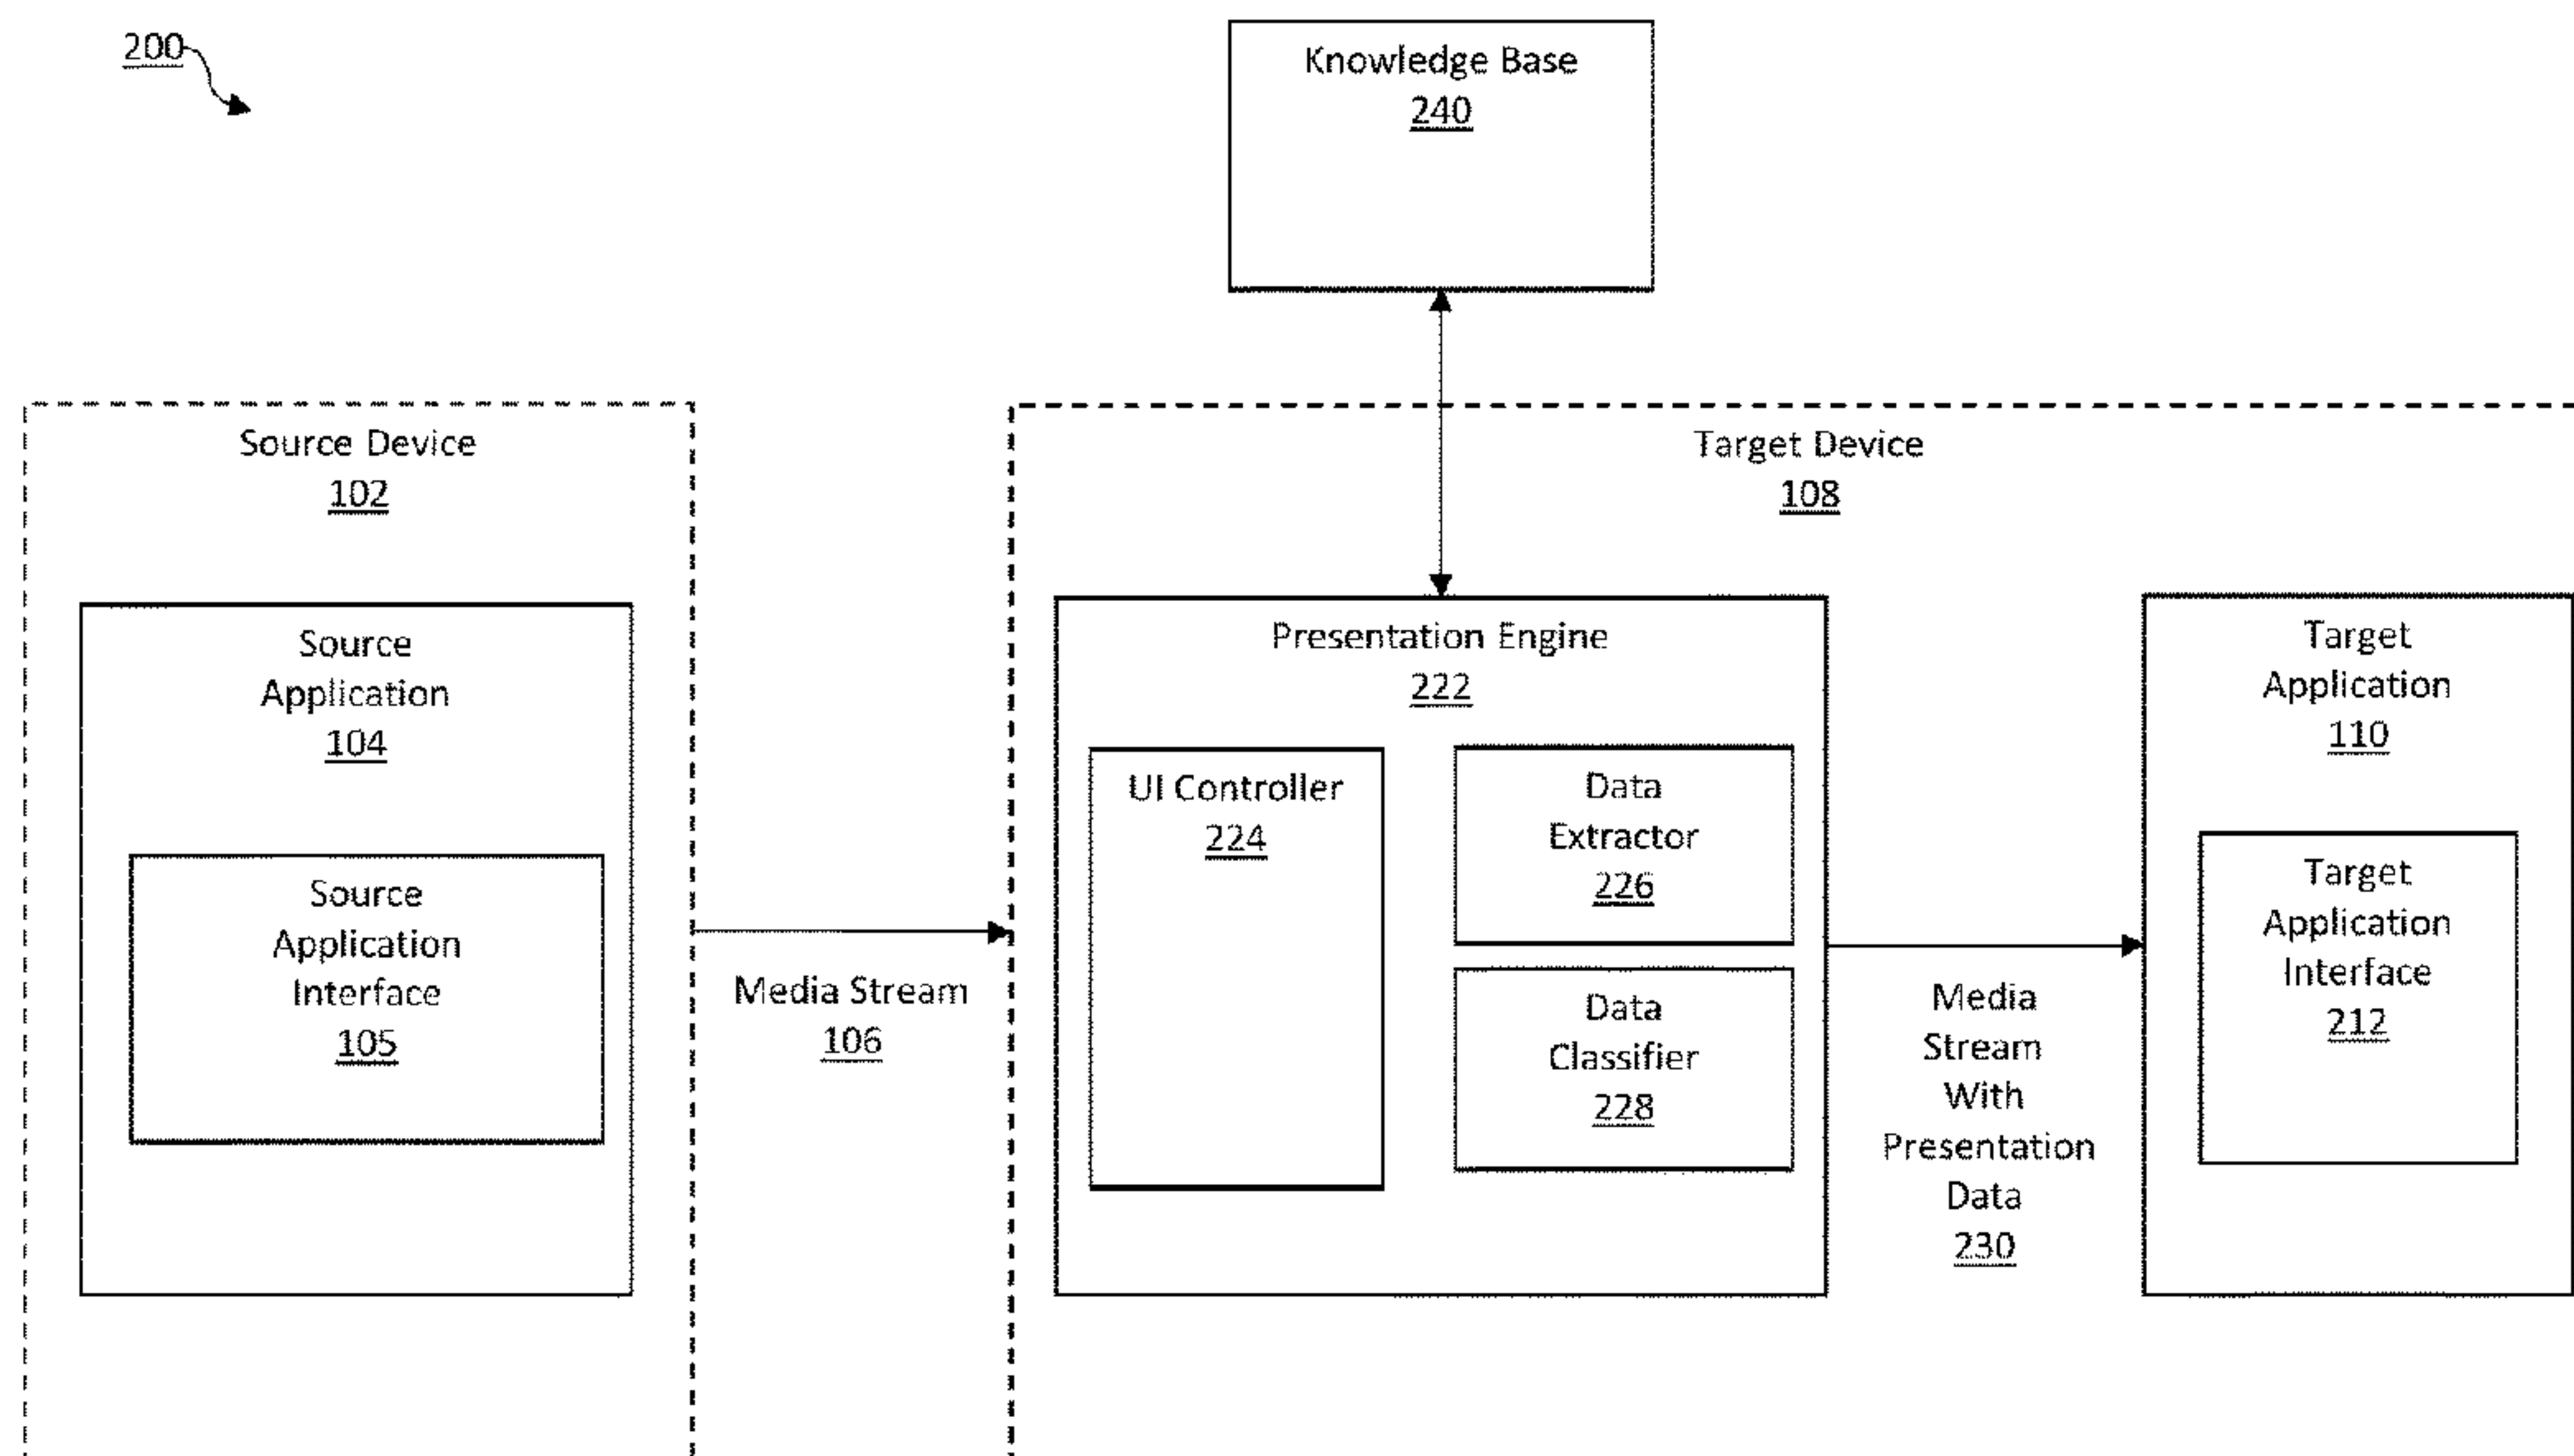 200
Knowledge Base
240
Source Device
102
Source
Application
104
Source
Application
Interface
105
Media Stream
106
Target Device
108
Presentation Engine
222
UI Controller
224
Data
Extractor
226
Data
Classifier
228
Media
Stream
With
Presentation
Data
230
Target
Application
110
Target
Application
Interface
212